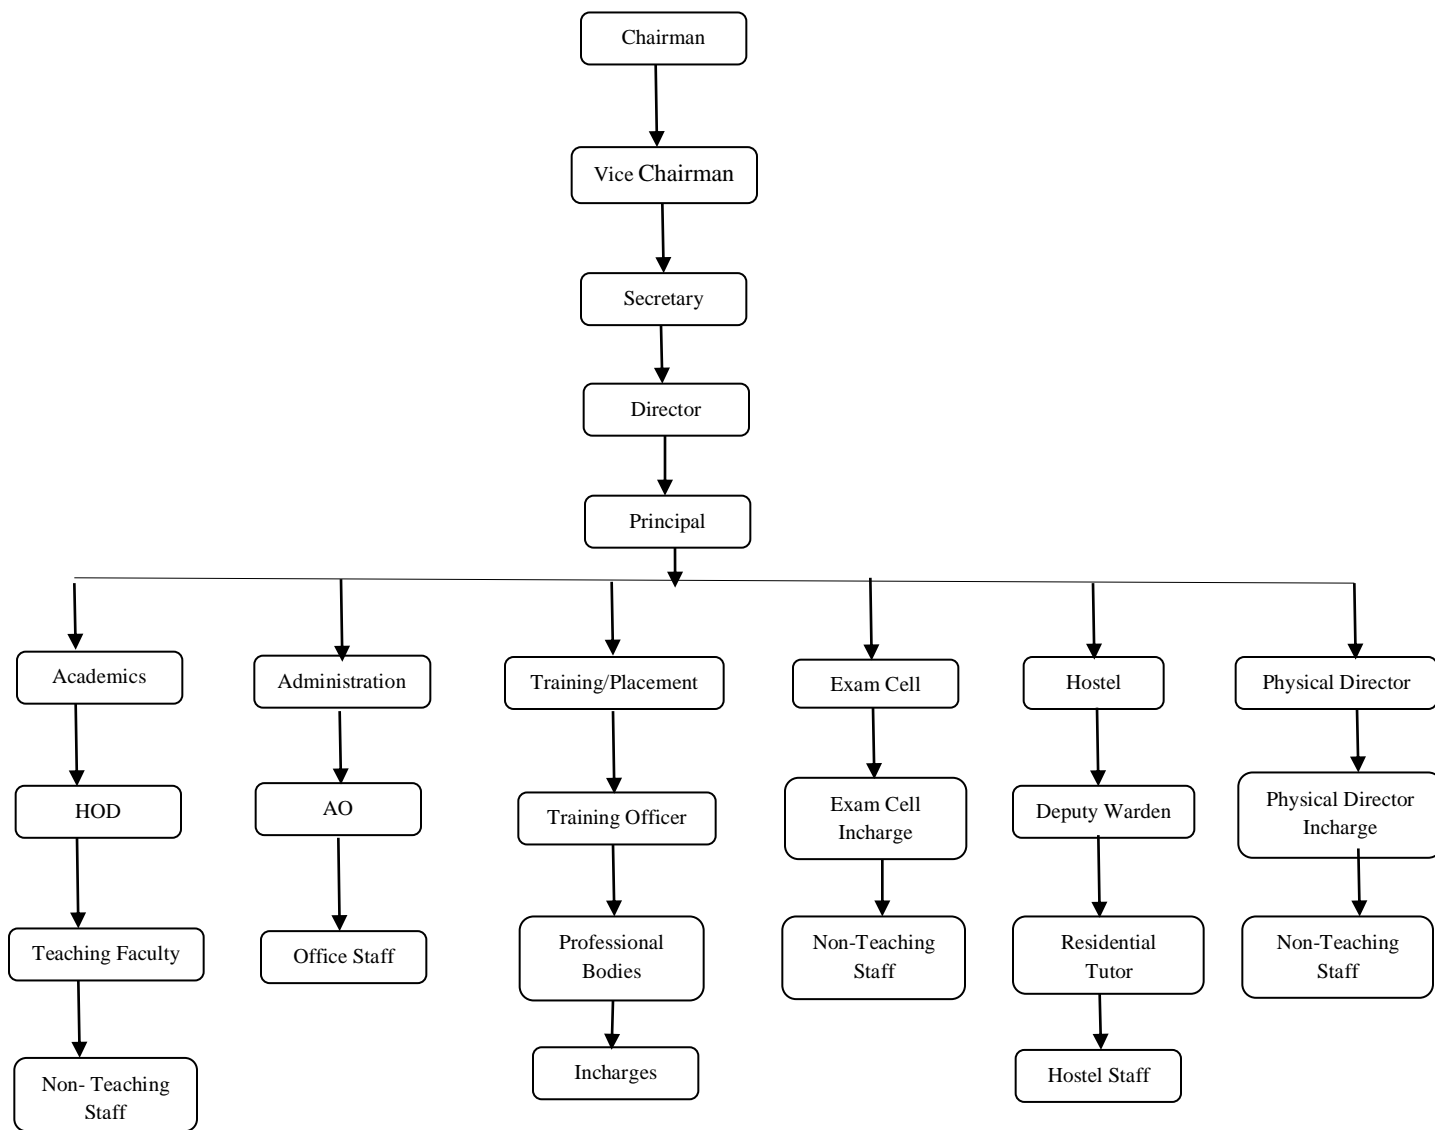 Chairman
Vice Chairman
Secretary
Director
Principal
Academics
Administration
Training/Placement
Exam Cell
Hostel
Physical Director
HOD
AO
Training Officer
Exam Cell
Incharge
Deputy Warden
Physical Director
Incharge
Teaching Faculty
Office Staff
Professional
Bodies
Non-Teaching
Staff
Residential
Tutor
Non-Teaching
Staff
Non- Teaching
Staff
Incharges
Hostel Staff